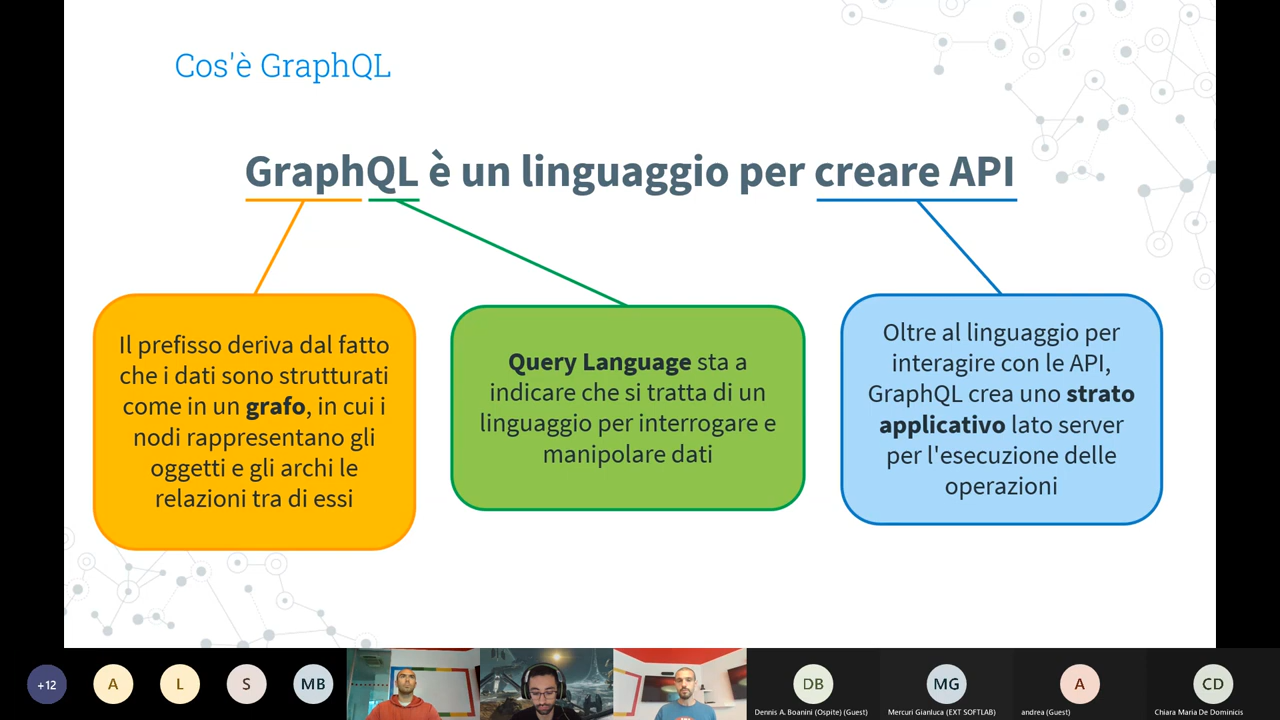 Cos'è GraphQL
GraphQL è un linguaggio per creare API
Il prefisso deriva dal fatto
che i dati sono strutturati
come in un grafo, in cui i
nodi rappresentano gli
oggetti e gli archi le
relazioni tra di essi
Query Language sta a
indicare che si tratta di un
linguaggio per interrogare e
manipolare dati
Oltre al linguaggio per
interagire con le API,
GraphQL crea uno strato
applicativo lato server
per l'esecuzione delle
operazioni
+12
A
L
S
MB
DB
Dennis A. Boanini (Ospite) (Guest)
MG
Mercuri Gianluca (EXT SOFTLAB)
A
andrea (Guest)
CD
Chiara Maria De Dominicis